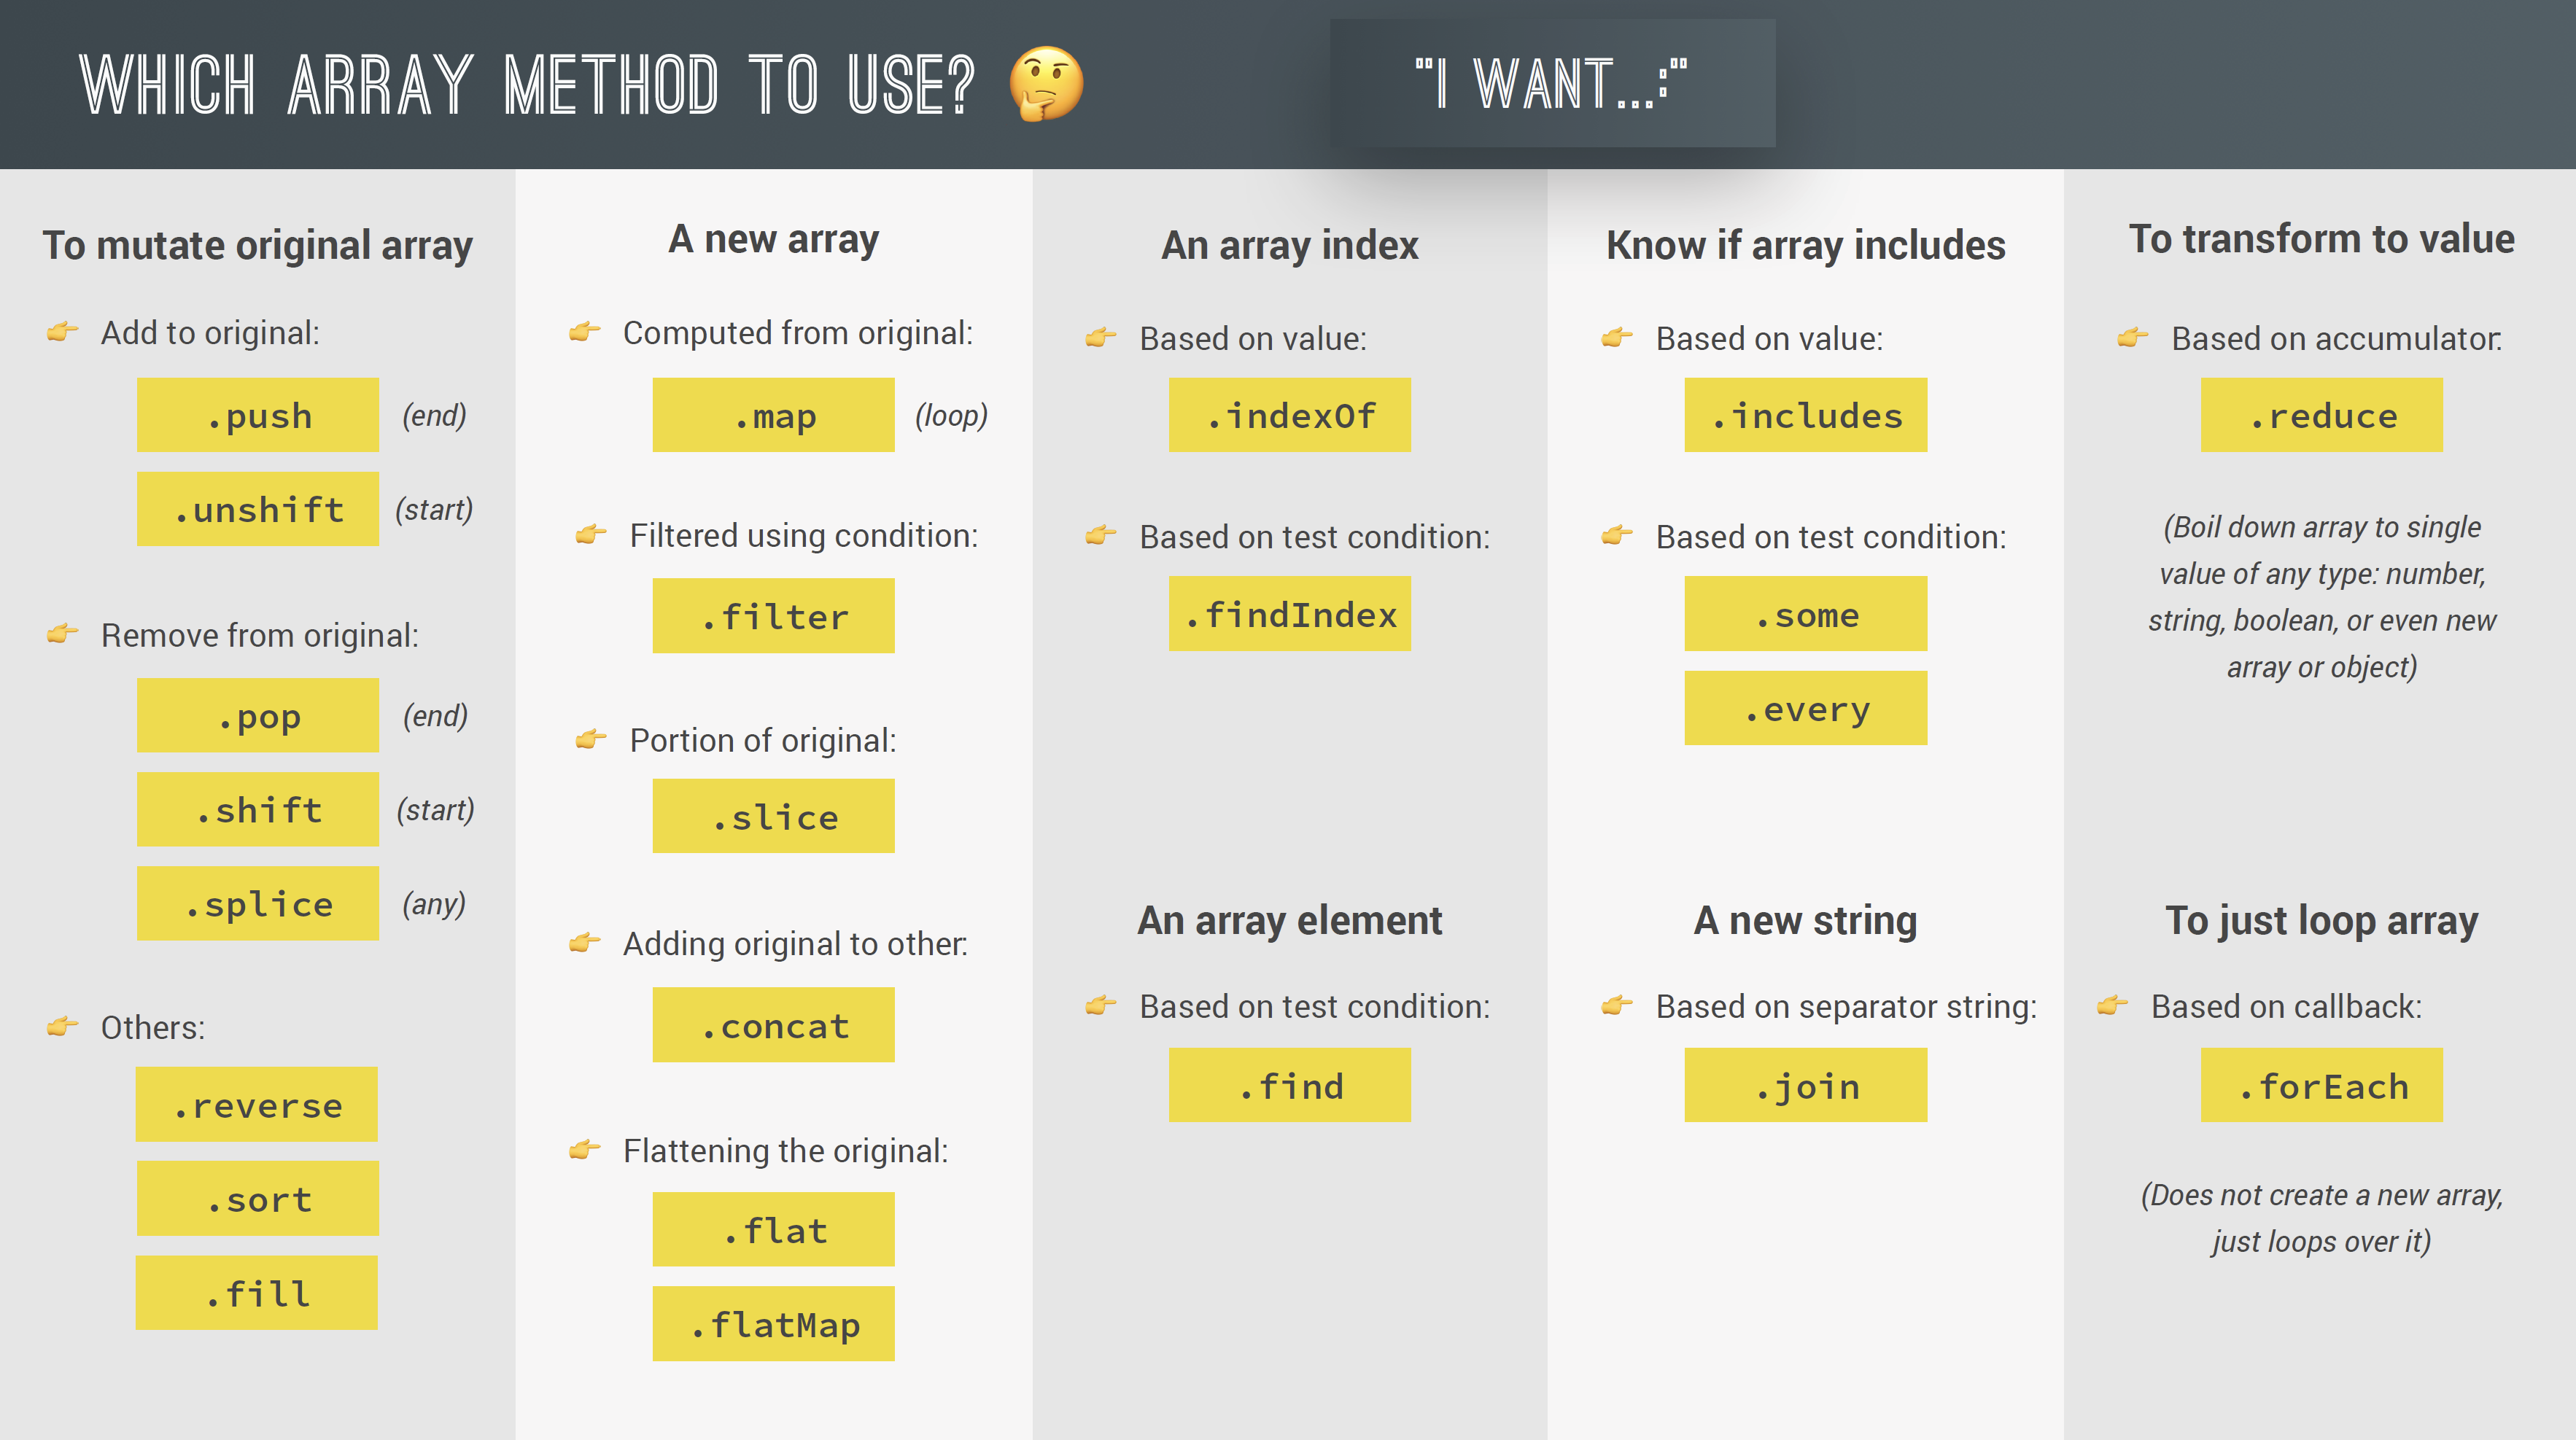 WHICH ARRAY METHOD TO USE? 🤔
"I WANT...:"
To mutate original array
👉 Add to original:
.push (end)
.unshift (start)
👉 Remove from original:
.pop (end)
.shift (start)
.splice (any)
👉 Others:
.reverse
.sort
.fill
A new array
👉 Computed from original:
.map (loop)
👉 Filtered using condition:
.filter
👉 Portion of original:
.slice
👉 Adding original to other:
.concat
👉 Flattening the original:
.flat
.flatMap
An array index
👉 Based on value:
.indexOf
👉 Based on test condition:
.findIndex
An array element
👉 Based on test condition:
.find
Know if array includes
👉 Based on value:
.includes
👉 Based on test condition:
.some
.every
A new string
👉 Based on separator string:
.join
To transform to value
👉 Based on accumulator:
.reduce
(Boil down array to single
value of any type: number,
string, boolean, or even new
array or object)
To just loop array
👉 Based on callback:
.forEach
(Does not create a new array,
just loops over it)